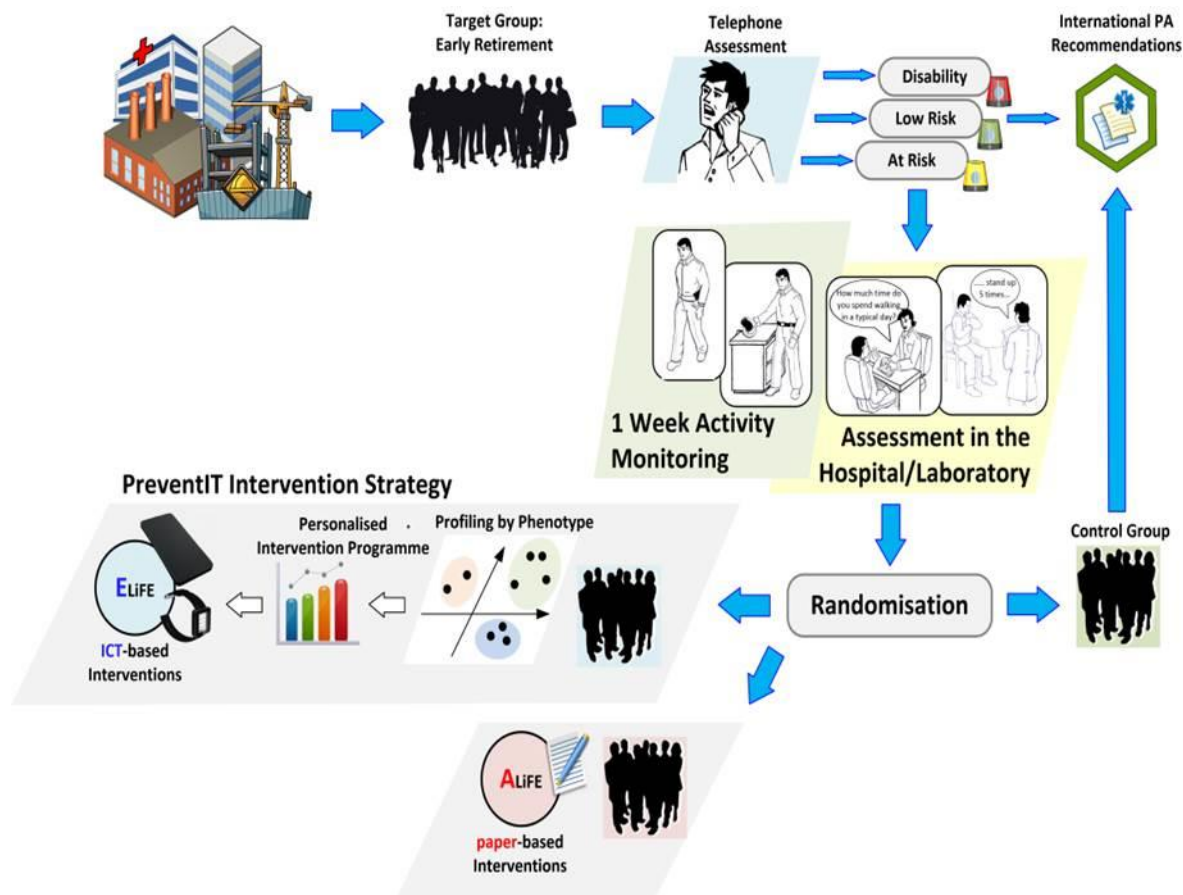 Target Group:
Early Retirement
Telephone
Assessment
International PA
Recommendations
Disability
Low Risk
At Risk
How much time do
you spend walking
in a typical day?
.... stand up
5 times...
1 Week Activity
Monitoring
Assessment in the
Hospital/Laboratory
PreventIT Intervention Strategy
Personalised .
Intervention Programme
Profiling by Phenotype
ELiFE
ICT-based
Interventions
Randomisation
Control Group
ALiFE
paper-based
Interventions